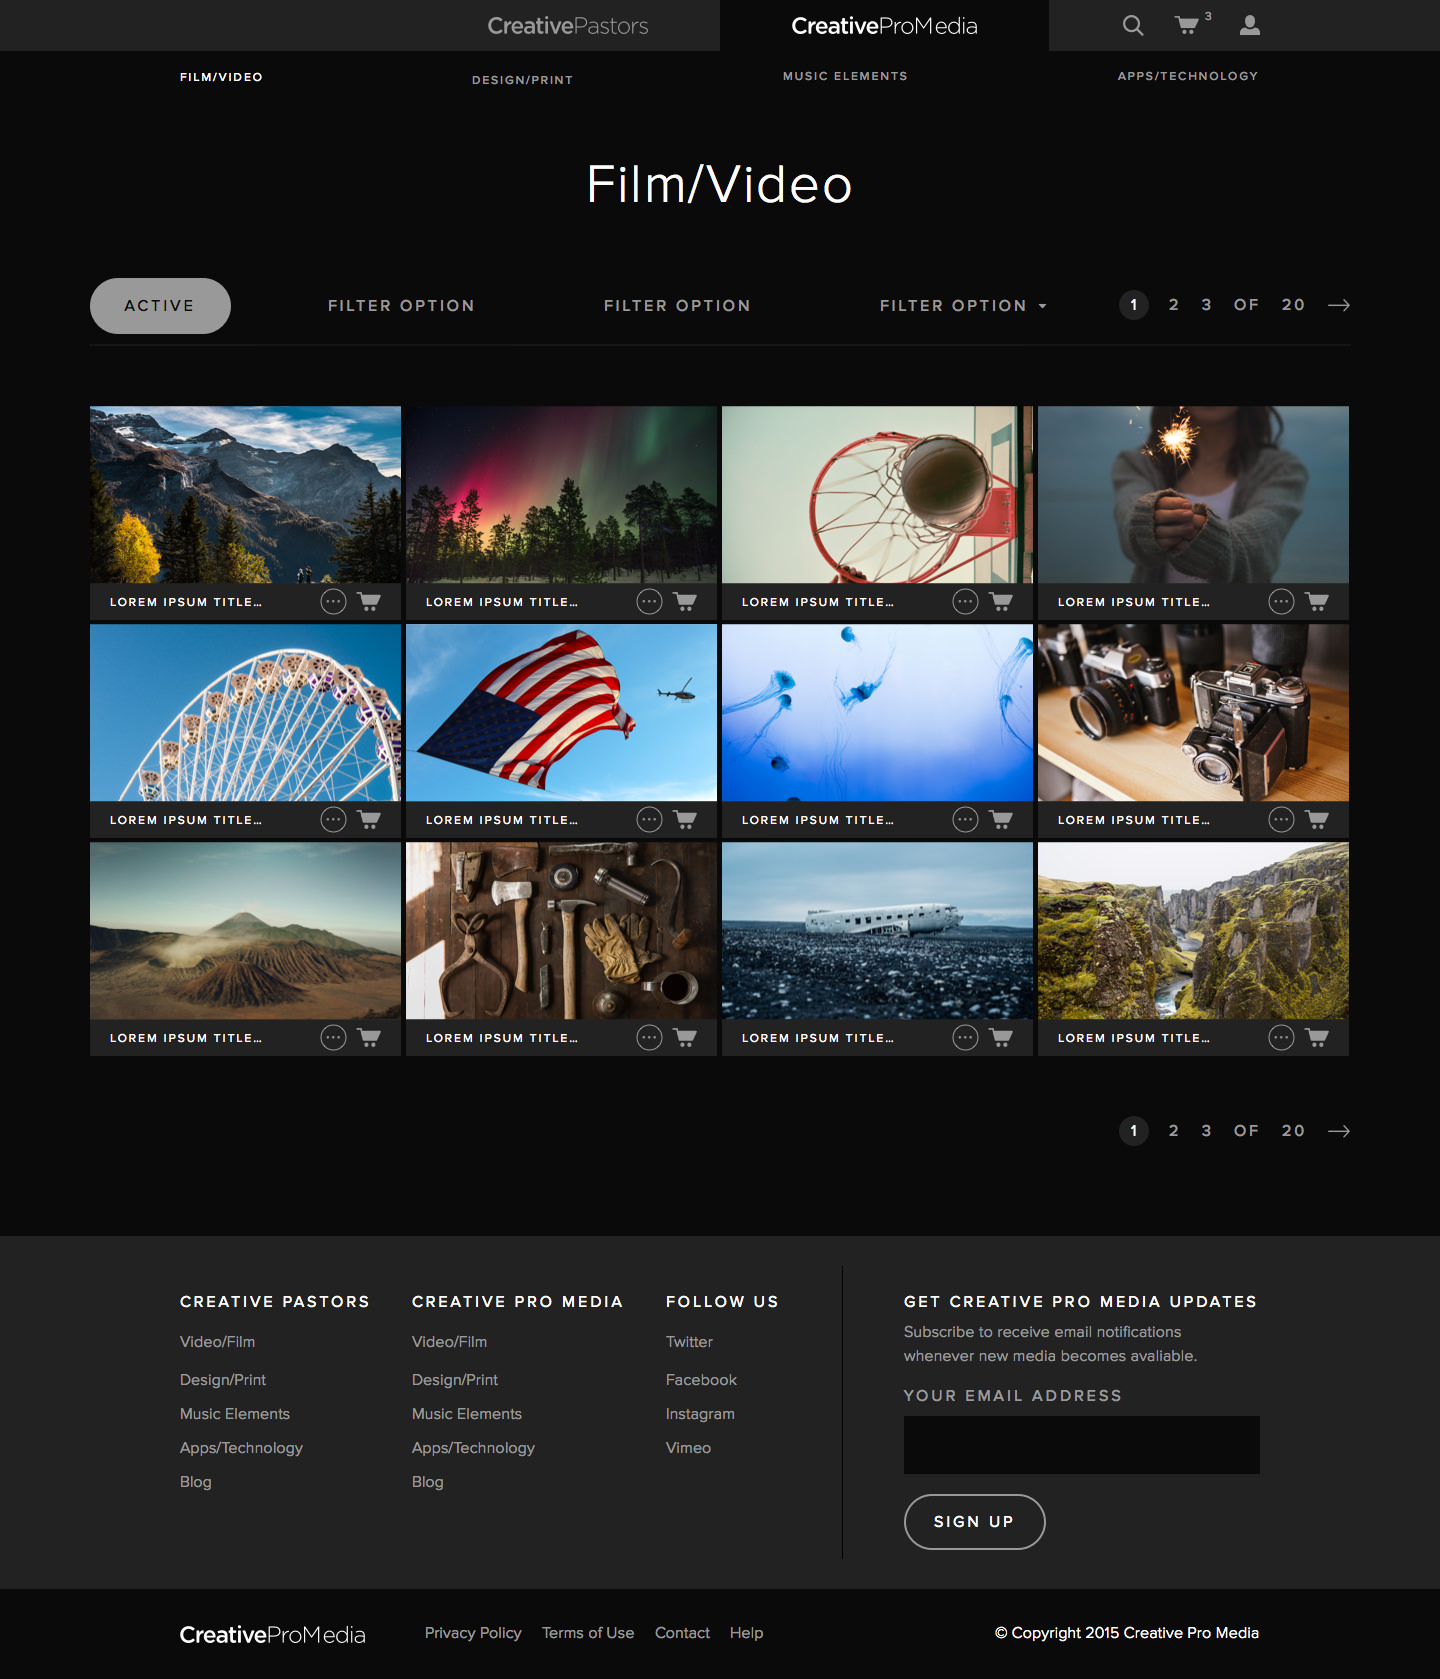 CreativePastors
CreativeProMedia
3
FILM/VIDEO
DESIGN/PRINT
MUSIC ELEMENTS
APPS/TECHNOLOGY
Film/Video
ACTIVE
FILTER OPTION
FILTER OPTION
FILTER OPTION
1 2 3 OF 20
LOREM IPSUM TITLE...
LOREM IPSUM TITLE...
LOREM IPSUM TITLE...
LOREM IPSUM TITLE...
LOREM IPSUM TITLE...
LOREM IPSUM TITLE...
LOREM IPSUM TITLE...
LOREM IPSUM TITLE...
LOREM IPSUM TITLE...
LOREM IPSUM TITLE...
LOREM IPSUM TITLE...
LOREM IPSUM TITLE...
1 2 3 OF 20
CREATIVE PASTORS
Video/Film
Design/Print
Music Elements
Apps/Technology
Blog
CREATIVE PRO MEDIA
Video/Film
Design/Print
Music Elements
Apps/Technology
Blog
FOLLOW US
Twitter
Facebook
Instagram
Vimeo
GET CREATIVE PRO MEDIA UPDATES
Subscribe to receive email notifications
whenever new media becomes avaliable.
YOUR EMAIL ADDRESS
SIGN UP
CreativeProMedia
Privacy Policy
Terms of Use
Contact
Help
© Copyright 2015 Creative Pro Media